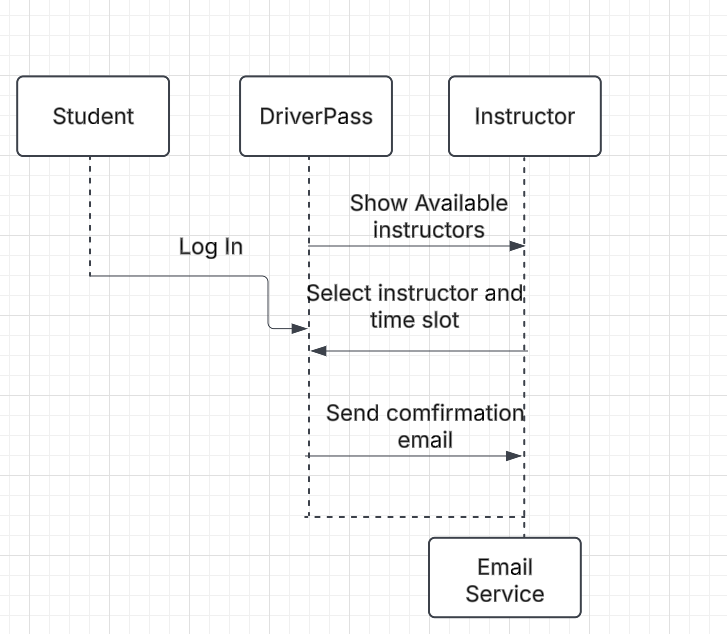 Student
DriverPass
Instructor
Show Available
instructors
Log In
Select instructor and
time slot
Send comfirmation
email
Email
Service